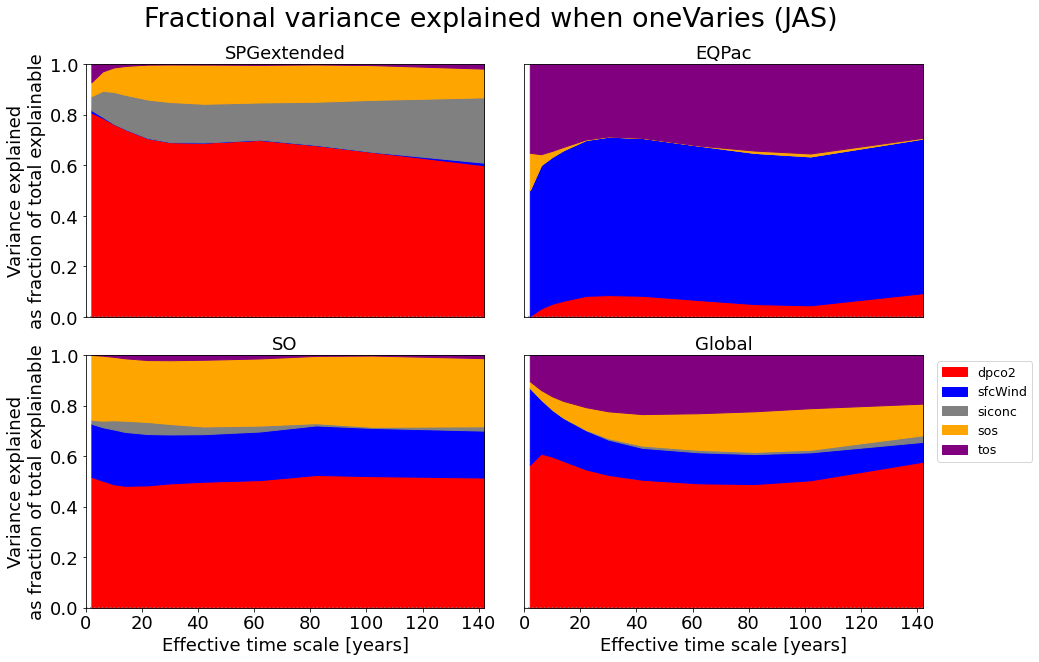 Fractional variance explained when oneVaries (JAS)
SPGextended
EQPac
1.0
0.8
0.6
0.4
0.2
0.0
Variance explained
as fraction of total explainable
SO
Global
1.0
0.8
0.6
0.4
0.2
0.0
Variance explained
as fraction of total explainable
0 20 40 60 80 100 120 140
Effective time scale [years]
0 20 40 60 80 100 120 140
Effective time scale [years]
dpco2
sfcWind
siconc
sos
tos